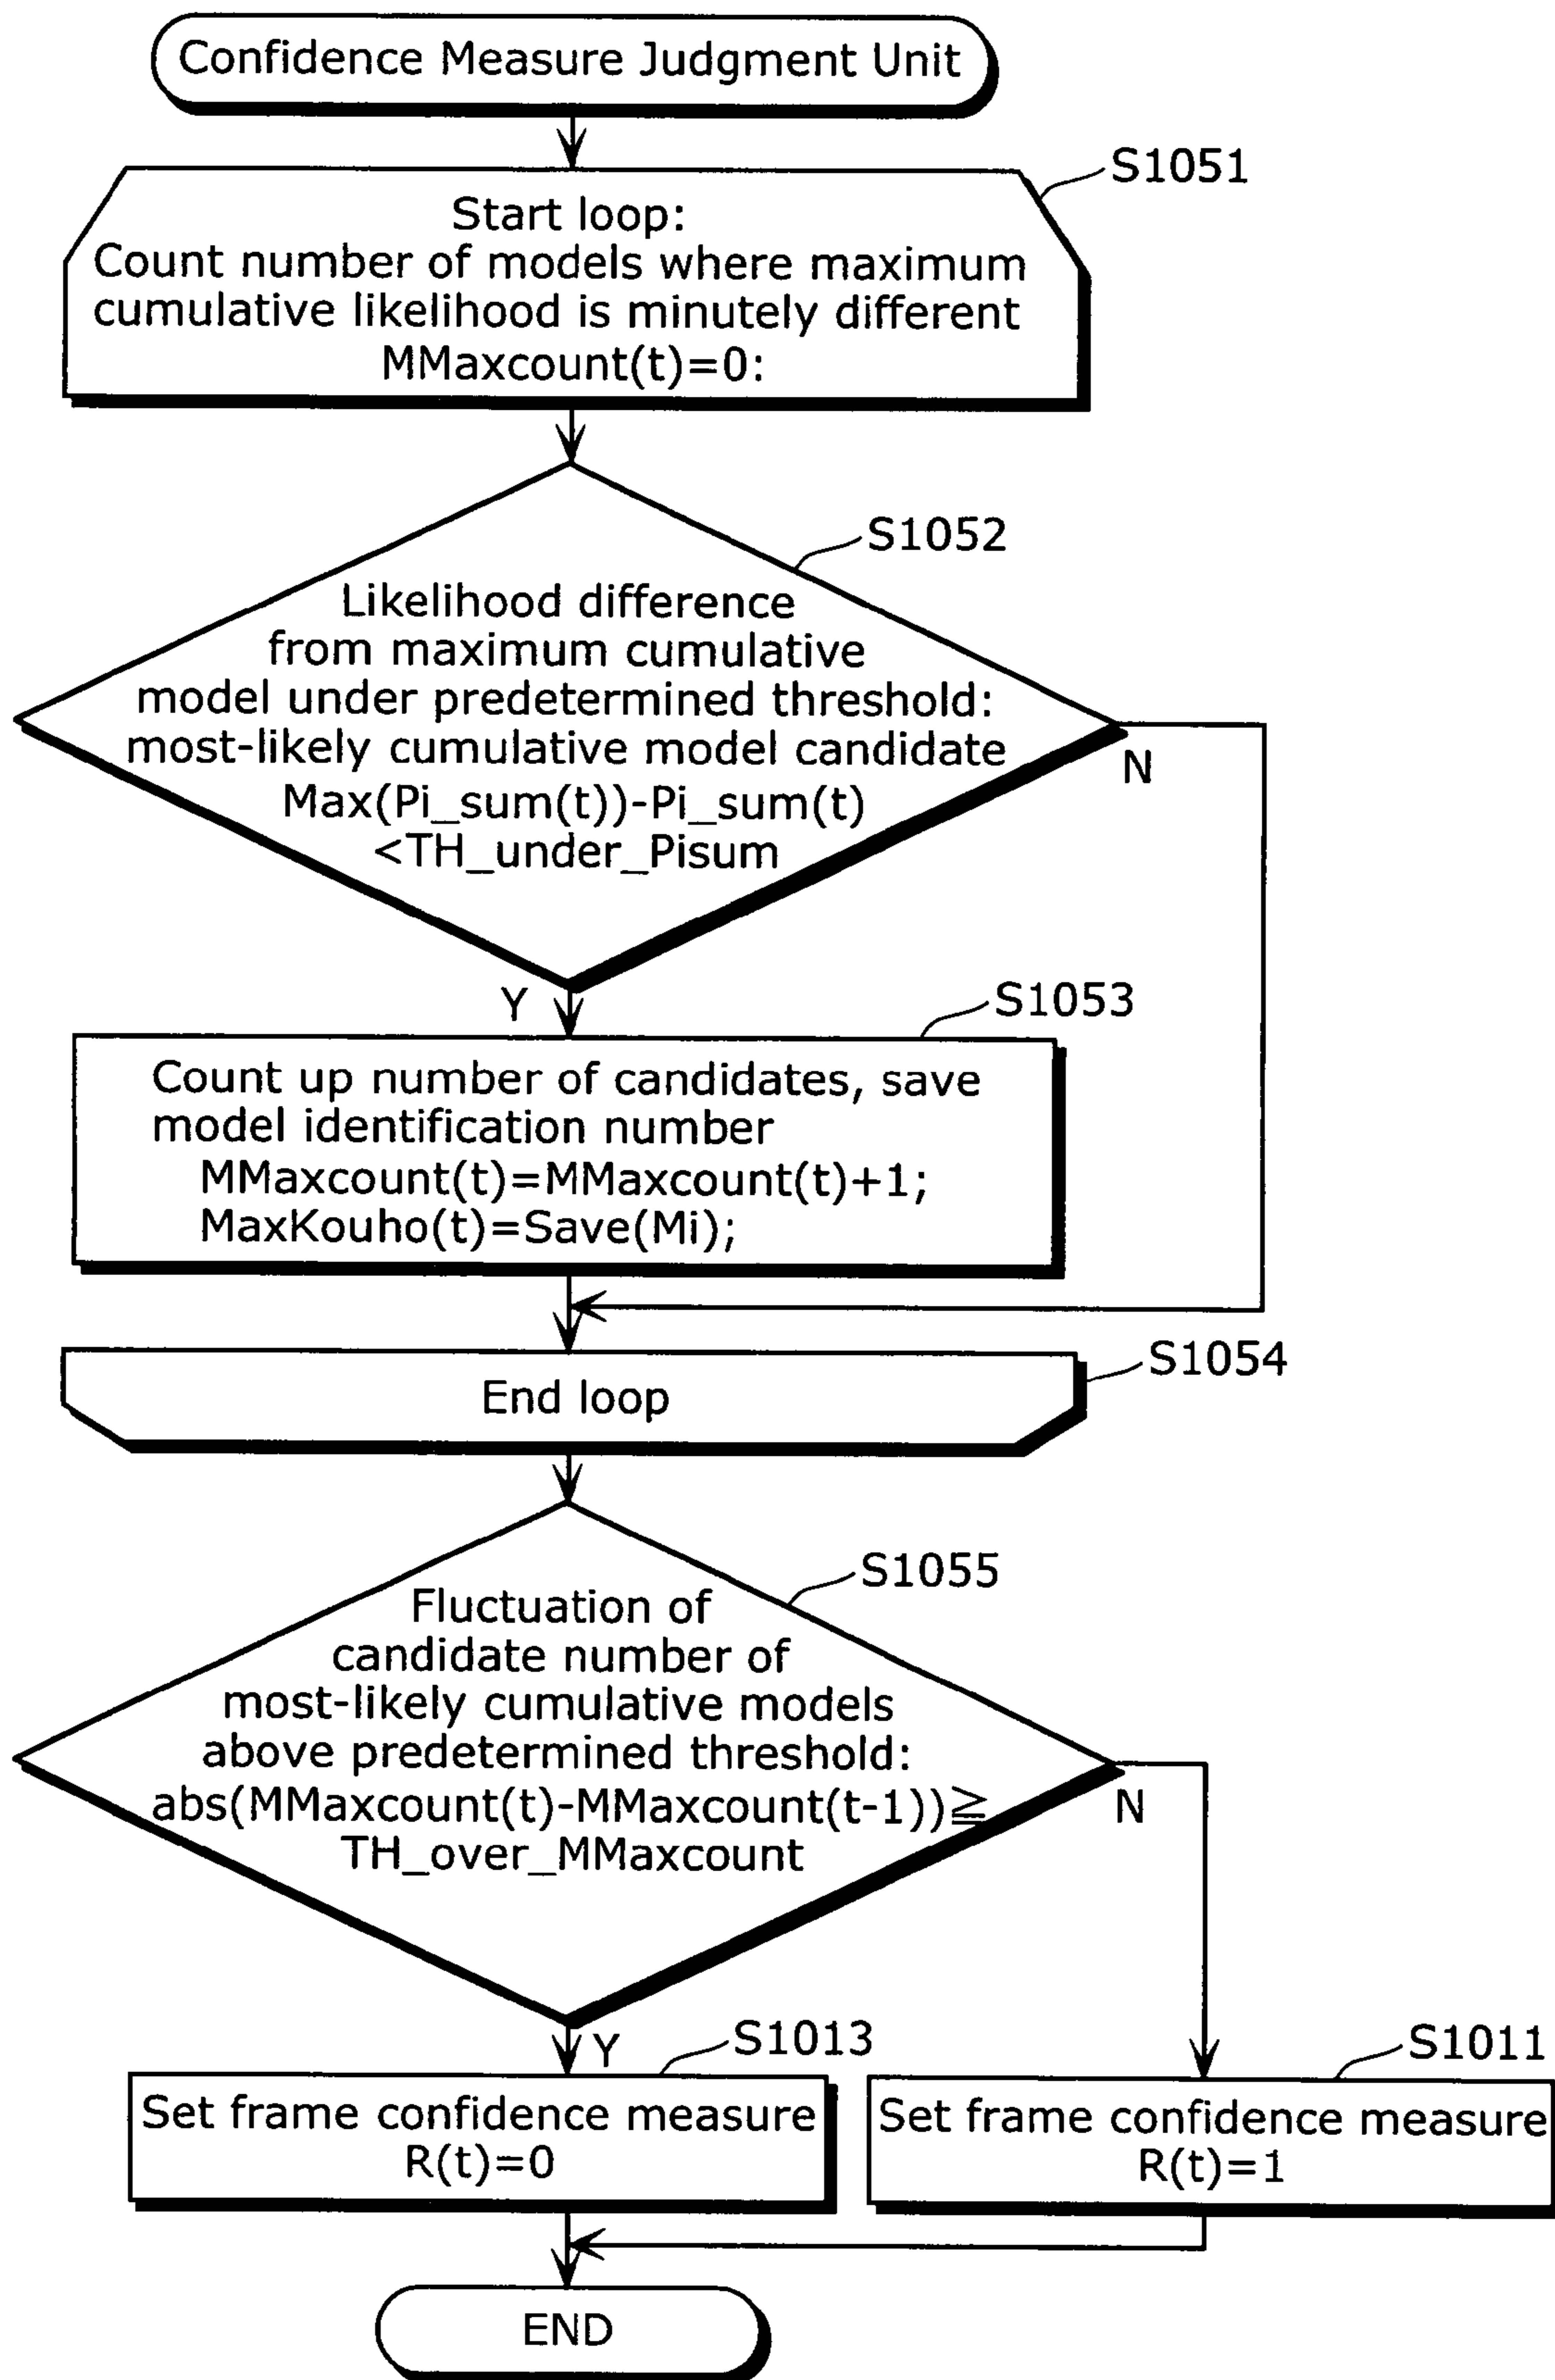 Confidence Measure Judgment Unit
S1051
Start loop:
Count number of models where maximum
cumulative likelihood is minutely different
MMaxcount(t)=0:
S1052
Likelihood difference
from maximum cumulative
model under predetermined threshold:
most-likely cumulative model candidate
Max(Pi_sum(t))-Pi_sum(t)
<TH_under_Pisum
N
Y
S1053
Count up number of candidates, save
model identification number
MMaxcount(t)=MMaxcount(t)+1;
MaxKouho(t)=Save(Mi);
S1054
End loop
S1055
Fluctuation of
candidate number of
most-likely cumulative models
above predetermined threshold:
abs(MMaxcount(t)-MMaxcount(t-1))≧
TH_over_MMaxcount
N
Y
S1013
Set frame confidence measure
R(t)=0
S1011
Set frame confidence measure
R(t)=1
END